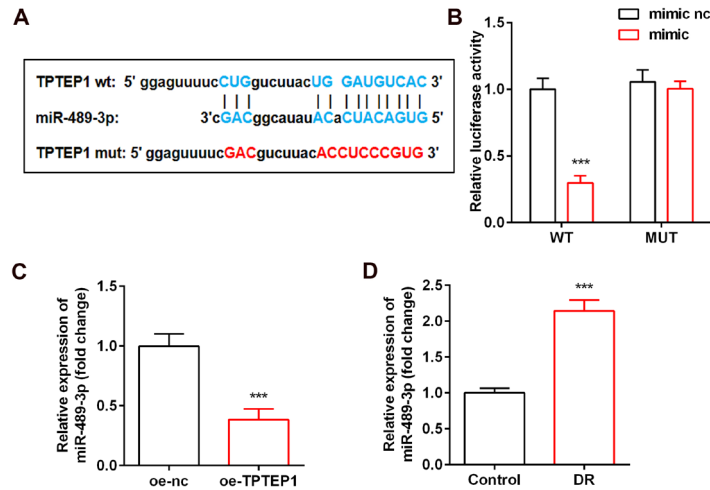 A
TPTEP1 wt: 5' ggaguuuucCUGgucuuacUG GAUGUCAC 3'
miR-489-3p: 3'cGACggcauauACaCUACAGUG 5'
TPTEP1 mut: 5' ggaguuuucGACgucuuacACCUCCCGUG 3'
B
mimic nc
mimic
Relative luciferase activity
1.5
1.0
0.5
0.0
***
WT MUT
C
Relative expression of
miR-489-3p (fold change)
1.5
1.0
0.5
0.0
***
oe-nc oe-TPTEP1
D
Relative expression of
miR-489-3p (fold change)
2.5
2.0
1.5
1.0
0.5
0.0
***
Control DR